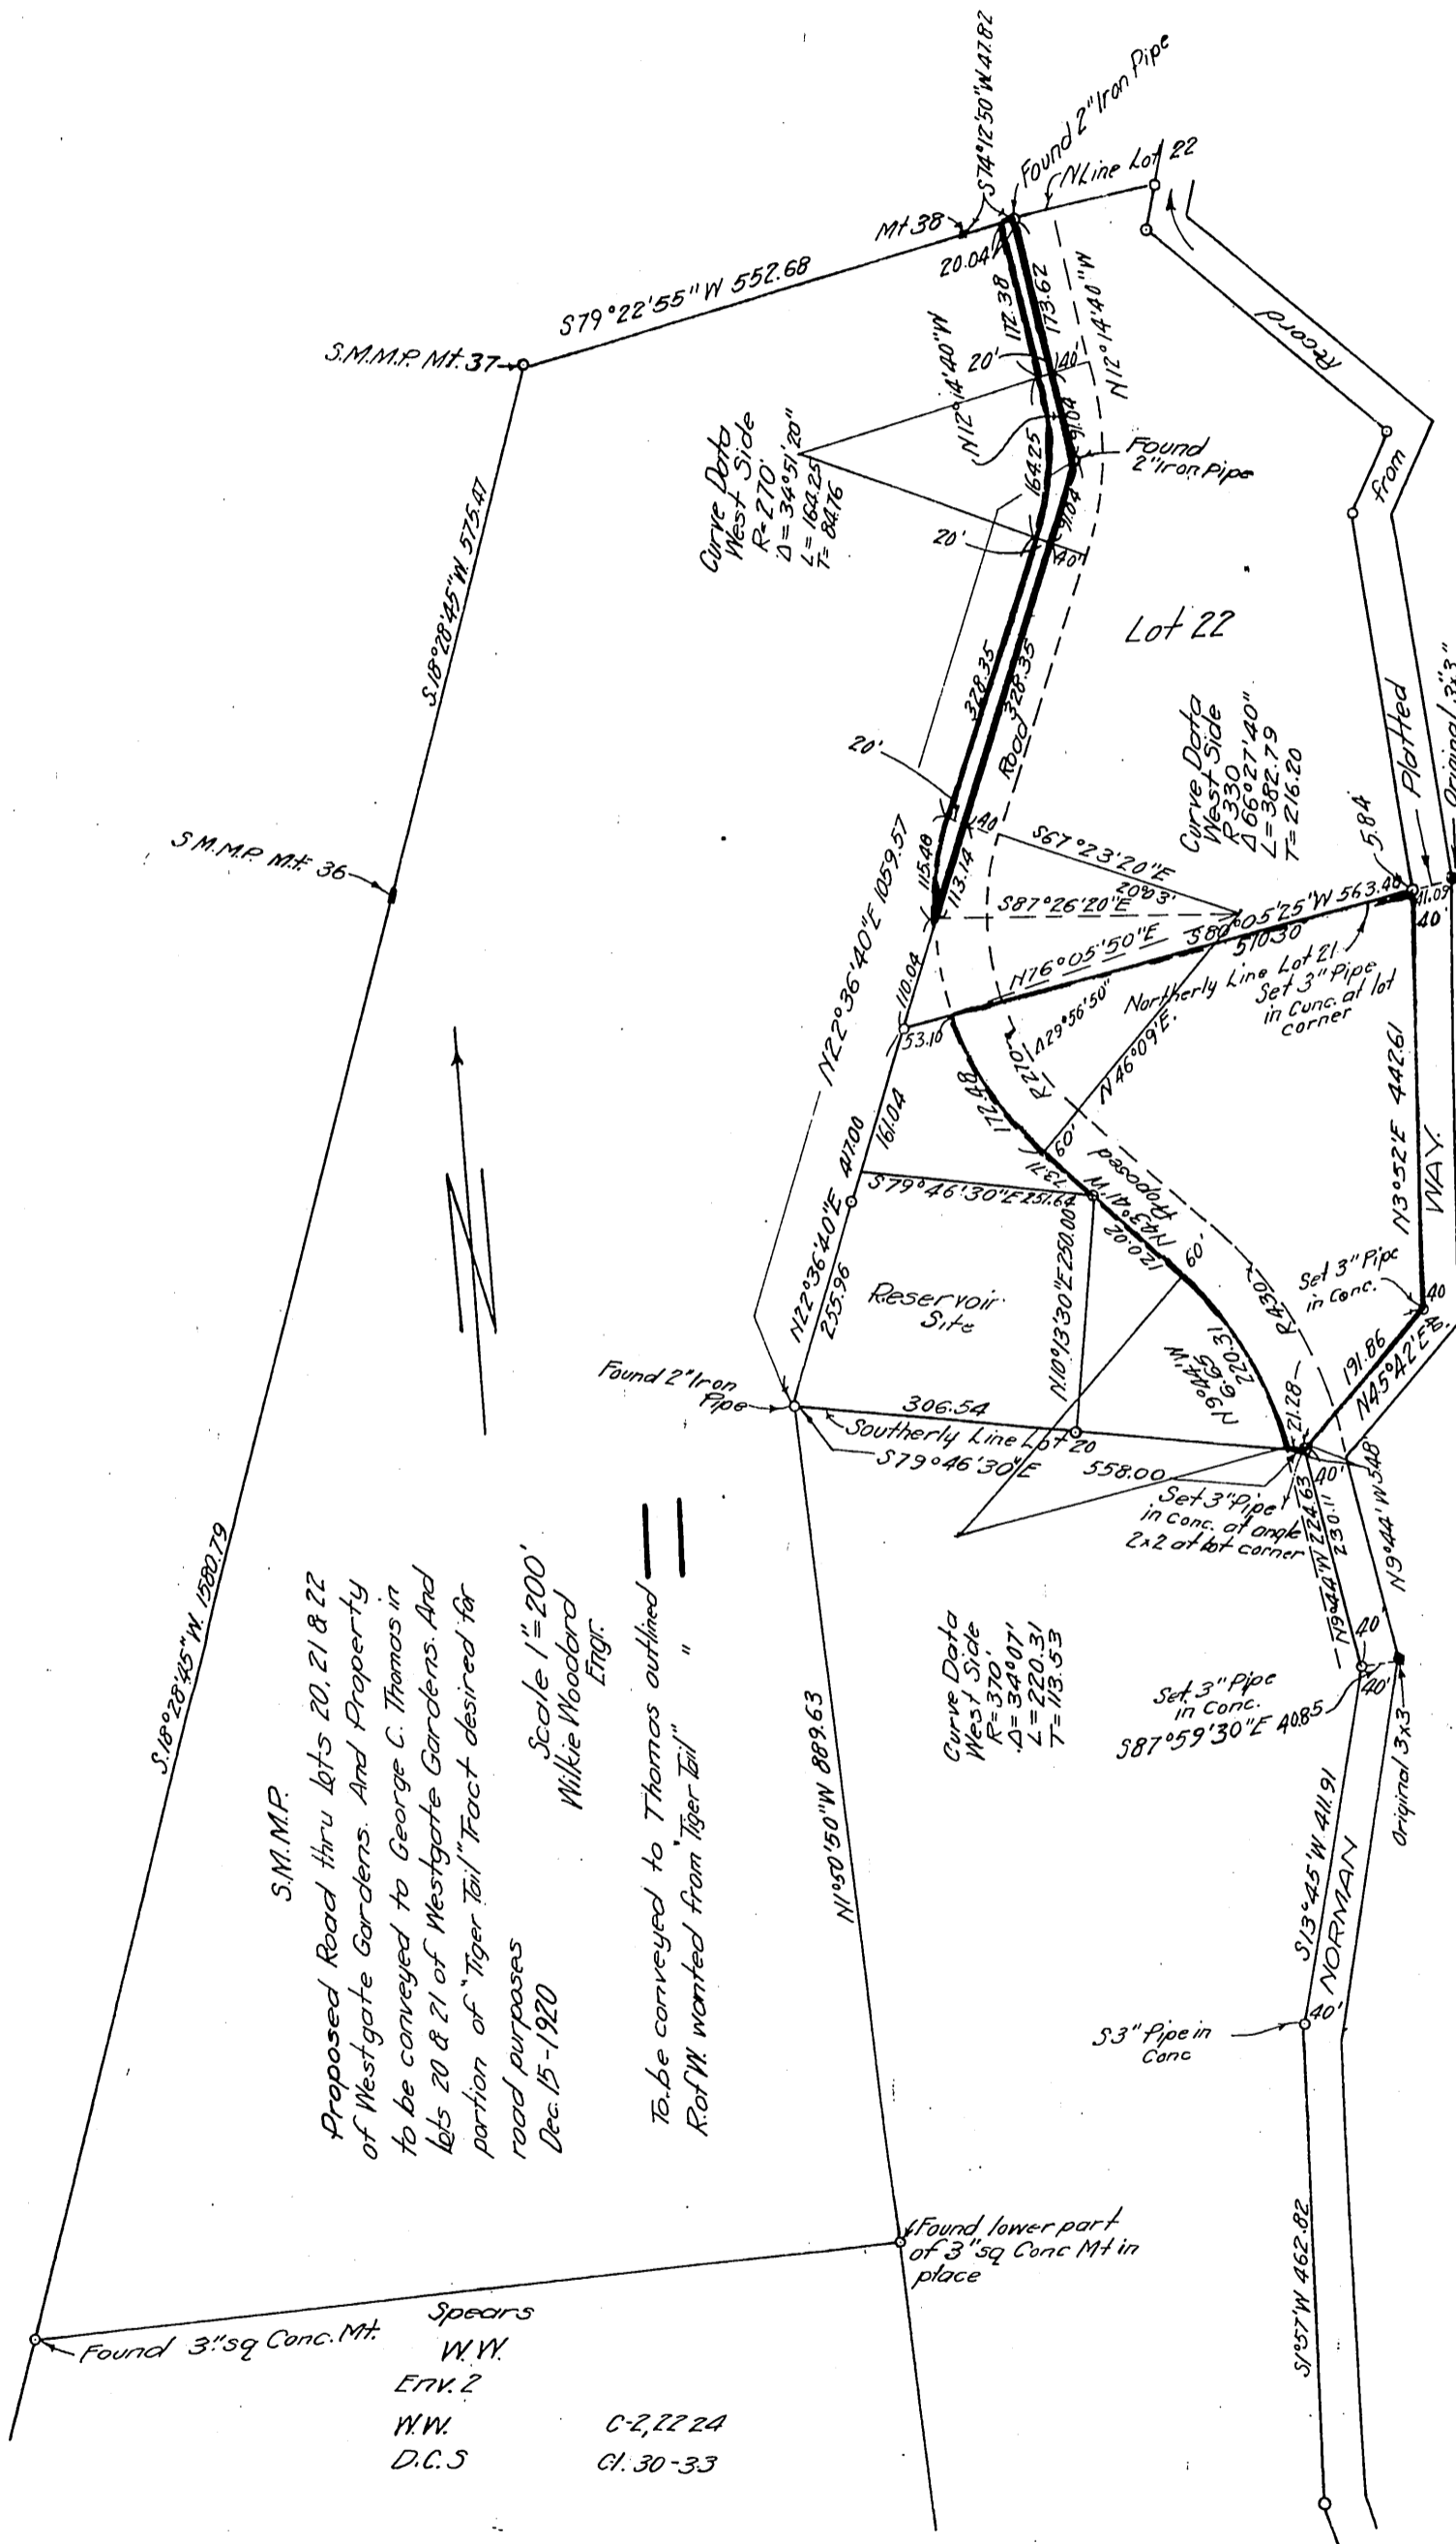 S74°12'50"W 47.82
Found 2" Iron Pipe
N Line Lot 22
Mt 38
20.04'
S79°22'55"W 552.68
S.M.M.P. Mt. 37
172.38
173.62
N12°14'40"W
N12°14'40"W
20'
40'
91.04
Record
from
Curve Data
West Side
R=270'
Δ=34°51'20"
L=164.25
T=84.76
164.25
Found
2" Iron Pipe
91.04
20'
40'
S.18°28'45"W. 575.47
Lot 22
328.35
328.35
Road
20'
Curve Data
West Side
R 330
Δ 66°27'40"
L=382.79
T=216.20
Platted
Original 3"x3"
5.84
S.M.M.P. Mt. 36
N22°36'40"E 1059.57
115.48
113.14
40
S67°23'20"E
20°03'
S87°26'20"E
S80°05'25"W 563.46
41.09
40'
N76°05'50"E
570.30
Northerly Line Lot 21
Set 3" Pipe
in Conc. at lot
corner
110.04
53.10
Δ29°56'50"
R270
N46°09'E.
172.48
60'
73.71
161.04
N22°36'40"E 417.00
S79°46'30"E 251.64
N43°41'W
120.02
Proposed
60'
N3°52'E 442.61
WAY.
N.10°13'30"E 250.00
255.96
Reservoir
Site
R430
Set 3" Pipe
in Conc.
40
191.86
N45°42'E
220.31
6.65
N9°44'W
21.28
Found 2" Iron
Pipe
306.54
Southerly Line Lot 20
S79°46'30"E
558.00
40'
Set 3" Pipe
in conc. at angle
2x2 at lot corner
N9°44'W 224.63
230.11
N9°44'W
5.48
S.18°28'45"W. 1580.79
S.M.M.P.
Proposed Road thru Lots 20, 21 & 22
of Westgate Gardens. And Property
to be conveyed to George C. Thomas in
Lots 20 & 21 of Westgate Gardens. And
portion of "Tiger Tail" Tract desired for
road purposes
Dec. 15-1920
Scale 1"=200'
Wilkie Woodard
Engr.
To be conveyed to Thomas outlined
R.of W. wanted from "Tiger Tail" "
N1°50'50"W 889.63
Curve Data
West Side
R=370'
Δ=34°07'
L=220.31
T=113.53
40'
40'
Set 3" Pipe
in Conc.
S87°59'30"E 40.85
Original 3x3
S13°45'W. 411.91
NORMAN
40'
S3" Pipe in
Conc
Found lower part
of 3" sq Conc Mt in
place
S1°57'W 462.82
Found 3" sq Conc. Mt.
Spears
W.W.
Env. 2
W.W.
C-2, 22 24
D.C.S
Cl. 30-33